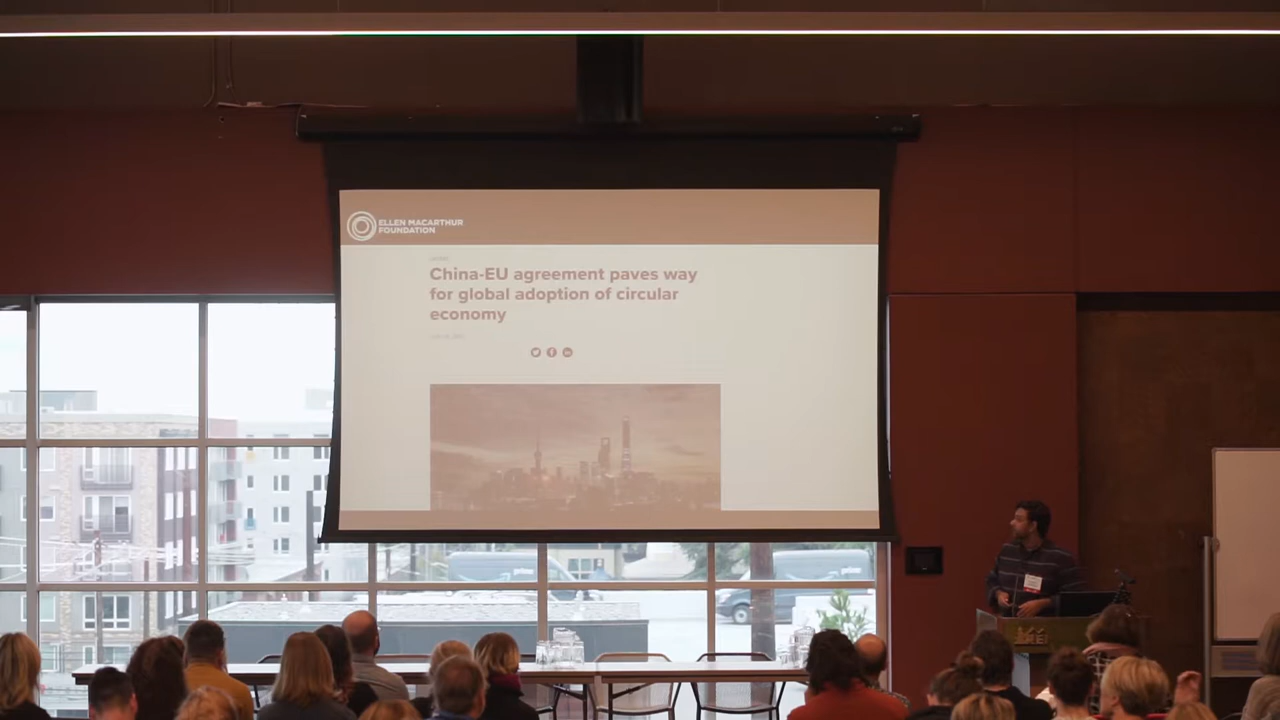 ELLEN MACARTHUR
FOUNDATION
China-EU agreement paves way
for global adoption of circular
economy